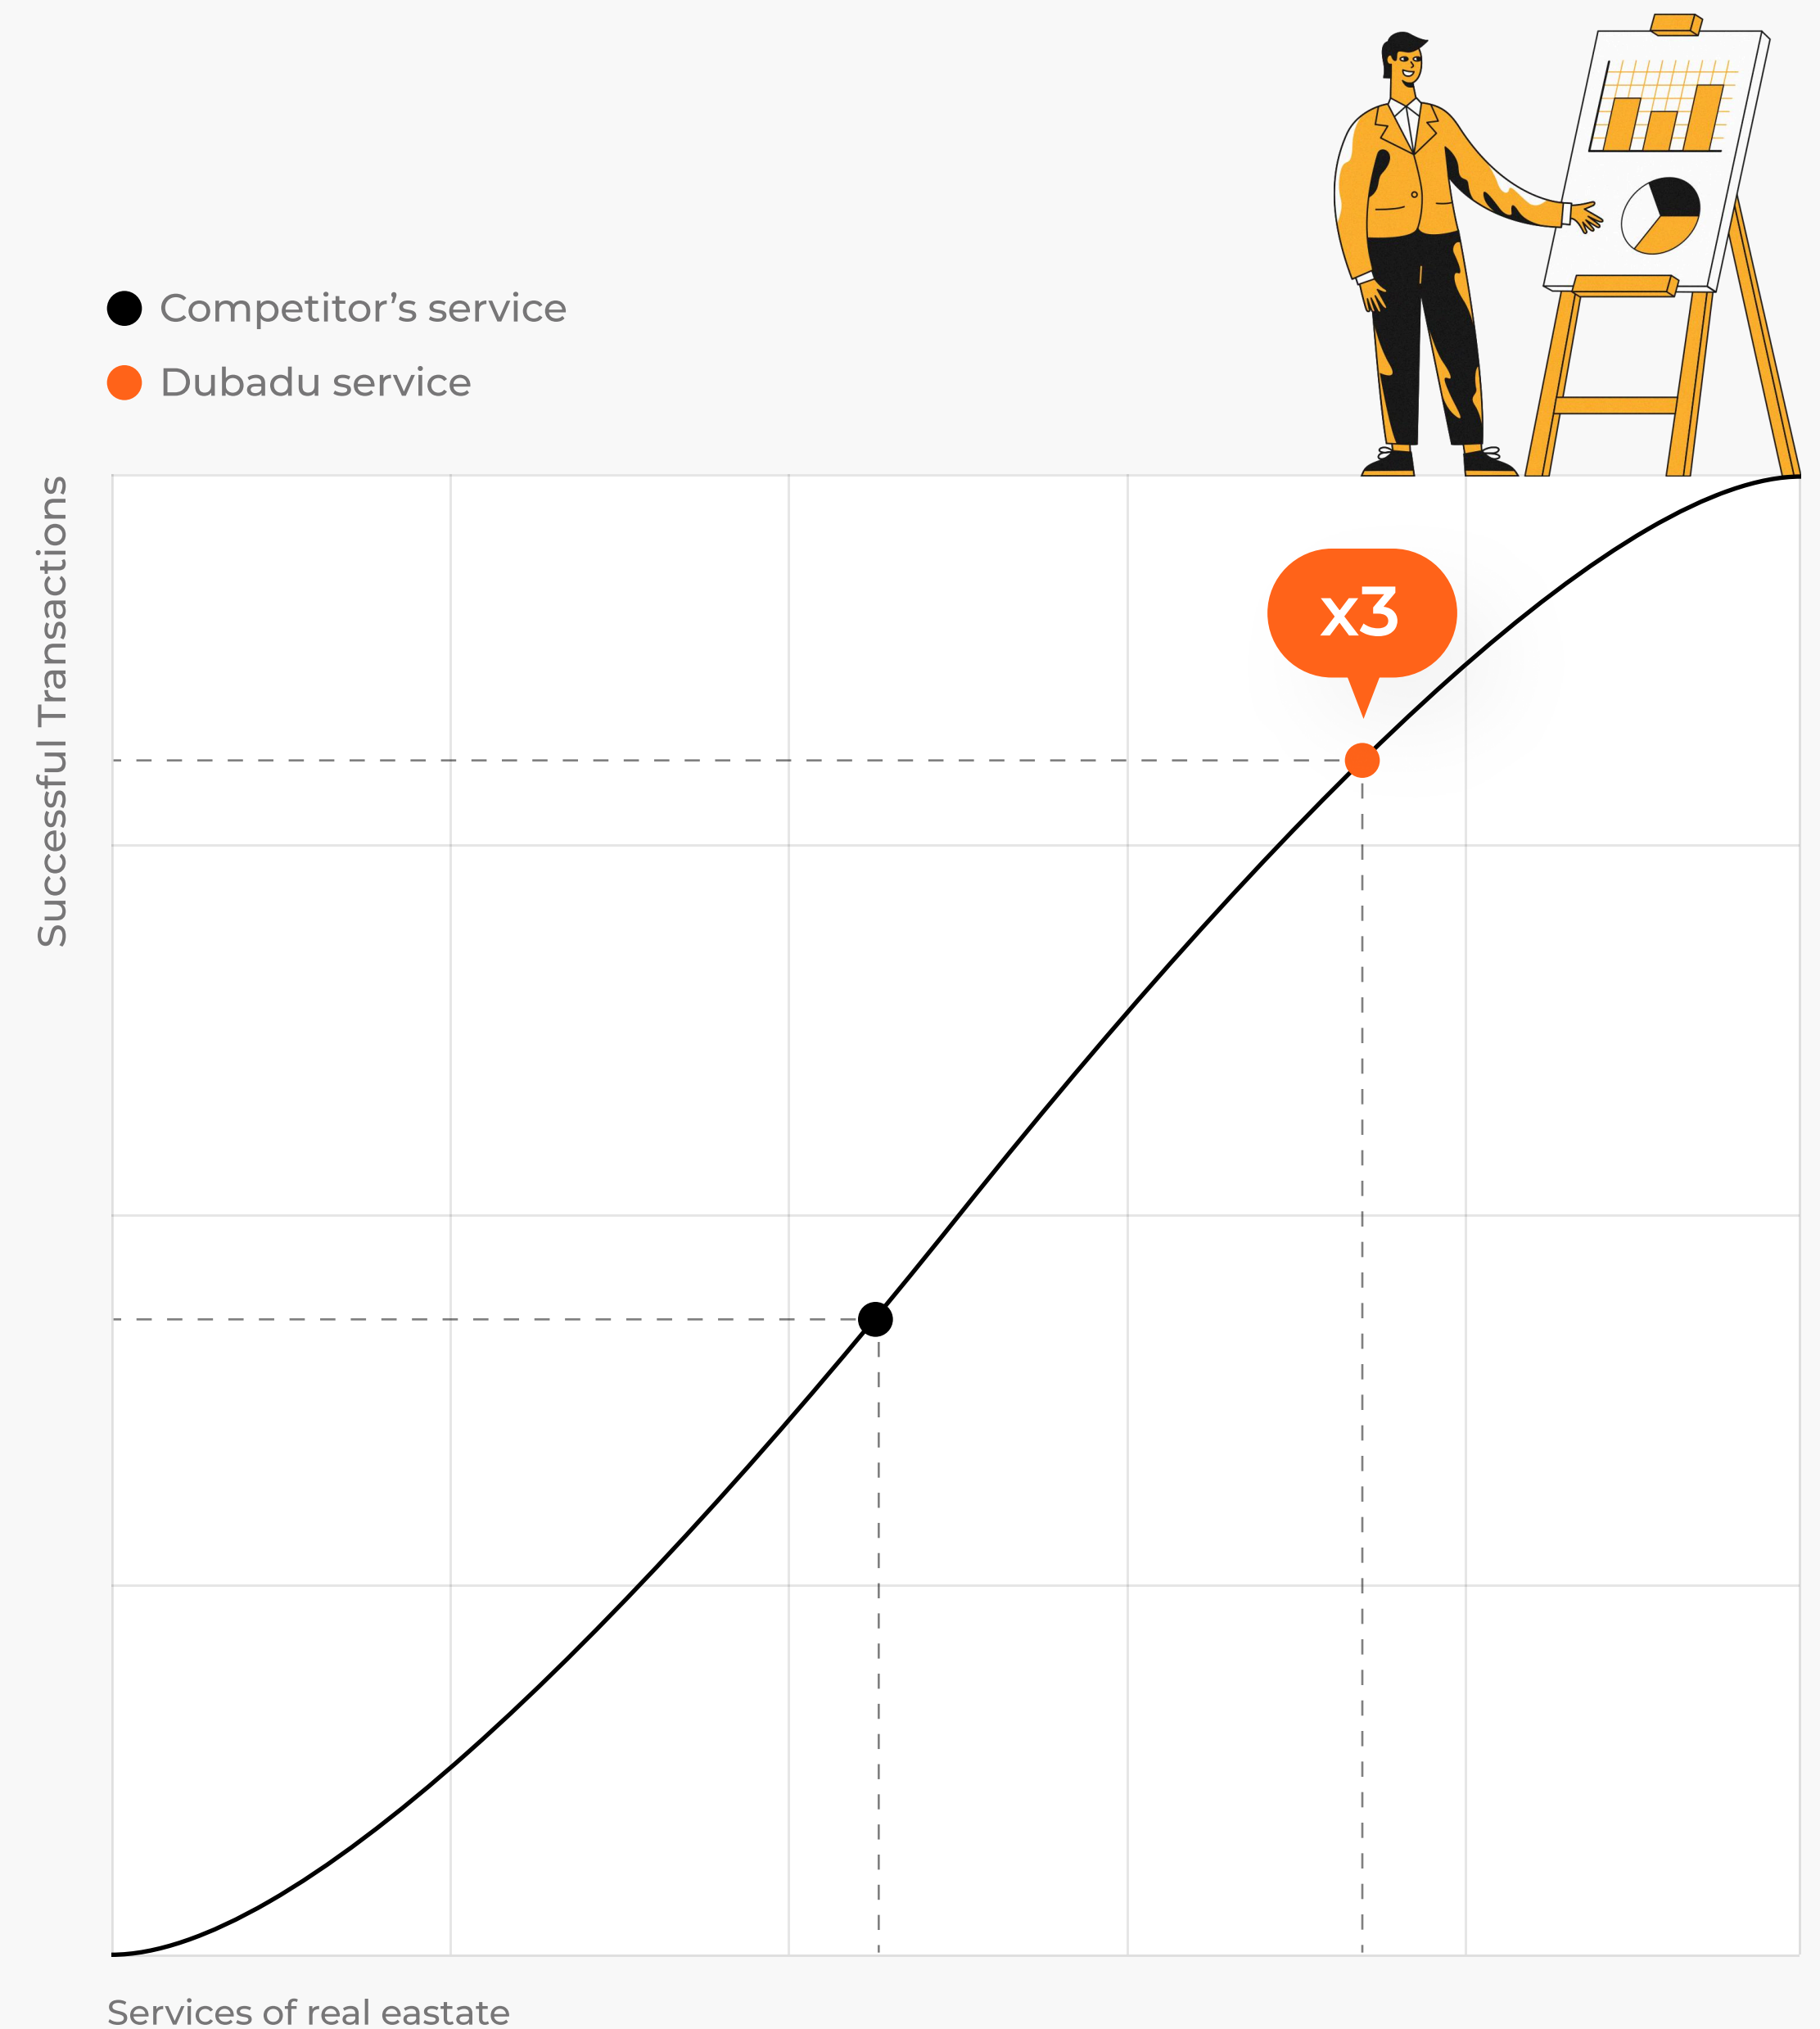 Competitor’s service
Dubadu service
Successful Transactions
x3
Services of real eastate